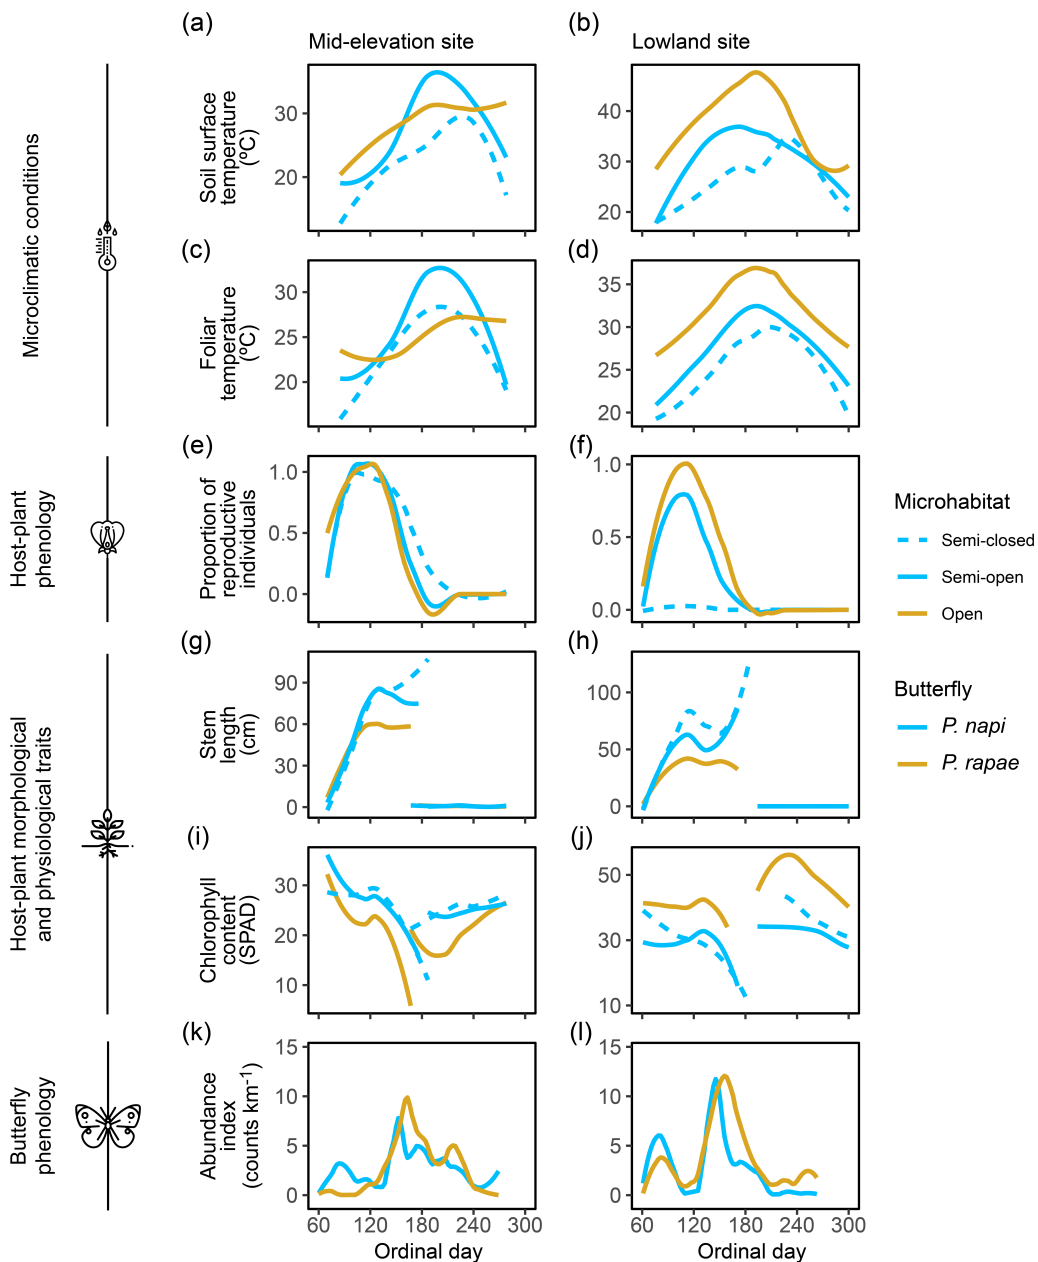 (a)
(b)
Mid-elevation site
Lowland site
Microclimatic conditions
Soil surface
temperature
(ºC)
30
20
40
30
20
(c)
(d)
Foliar
temperature
(ºC)
30
25
20
35
30
25
20
(e)
(f)
Host-plant
phenology
Proportion of
reproductive
individuals
1.0
0.5
0.0
1.0
0.5
0.0
Microhabitat
Semi-closed
Semi-open
Open
Butterfly
P. napi
P. rapae
(g)
(h)
Host-plant morphological
and physiological traits
Stem
length
(cm)
90
60
30
0
100
50
0
(i)
(j)
Chlorophyll
content
(SPAD)
30
20
10
50
30
10
(k)
(l)
Butterfly
phenology
Abundance
index
(counts km-1)
15
10
5
0
15
10
5
0
60 120 180 240 300
60 120 180 240 300
Ordinal day
Ordinal day